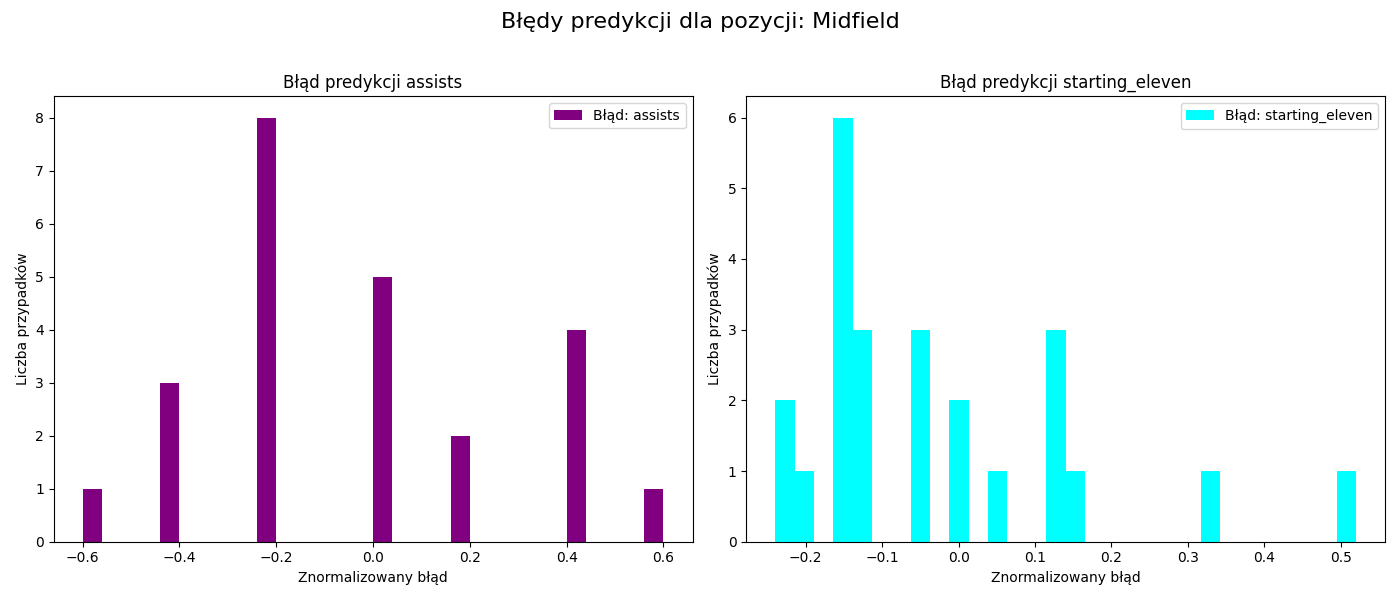 Błędy predykcji dla pozycji: Midfield
Błąd predykcji assists
Błąd: assists
8
7
6
5
4
3
2
1
0
Liczba przypadków
−0.6 −0.4 −0.2 0.0 0.2 0.4 0.6
Znormalizowany błąd
Błąd predykcji starting_eleven
Błąd: starting_eleven
6
5
4
3
2
1
0
Liczba przypadków
−0.2 −0.1 0.0 0.1 0.2 0.3 0.4 0.5
Znormalizowany błąd